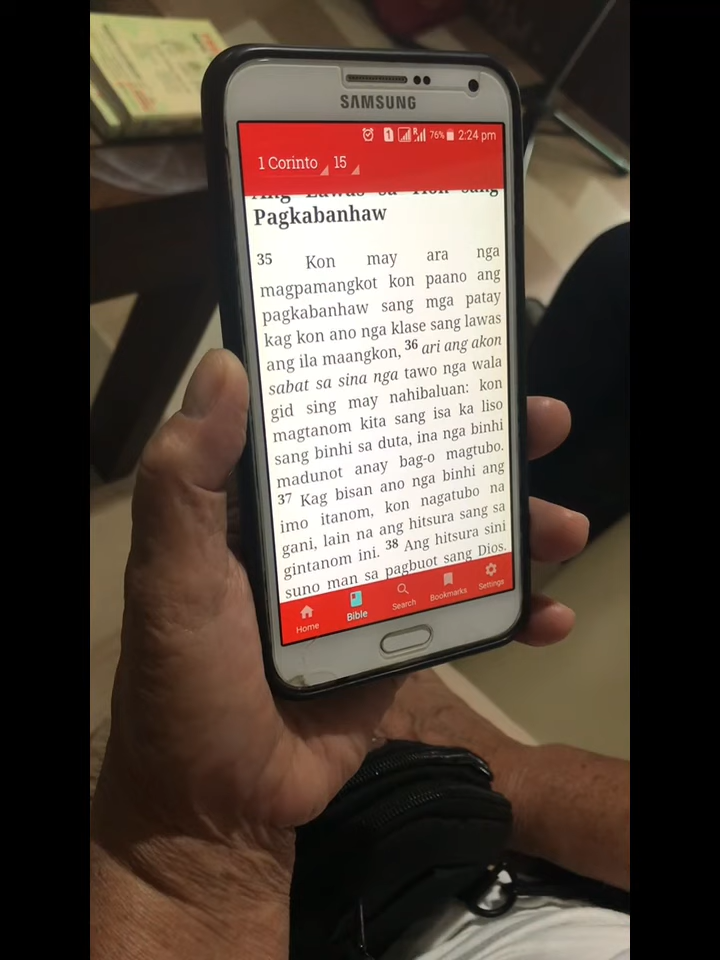 SAMSUNG
76% 2:24 pm
1 Corinto 15
Ang Lawas sa Sang
Pagkabanhaw
35 Kon may ara nga
magpamangkot kon paano ang
pagkabanhaw sang mga patay
kag kon ano nga klase sang lawas
ang ila maangkon, 36 ari ang akon
sabat sa sina nga tawo nga wala
gid sing may nahibaluan: kon
magtanom kita sang isa ka liso
sang binhi sa duta, ina nga binhi
madunot anay bag-o magtubo.
37 Kag bisan ano nga binhi ang
imo itanom, kon nagatubo na
gani, lain na ang hitsura sang sa
gintanom ini. 38 Ang hitsura sini
suno man sa pagbuot sang Dios.
Home Bible Search Bookmarks Settings